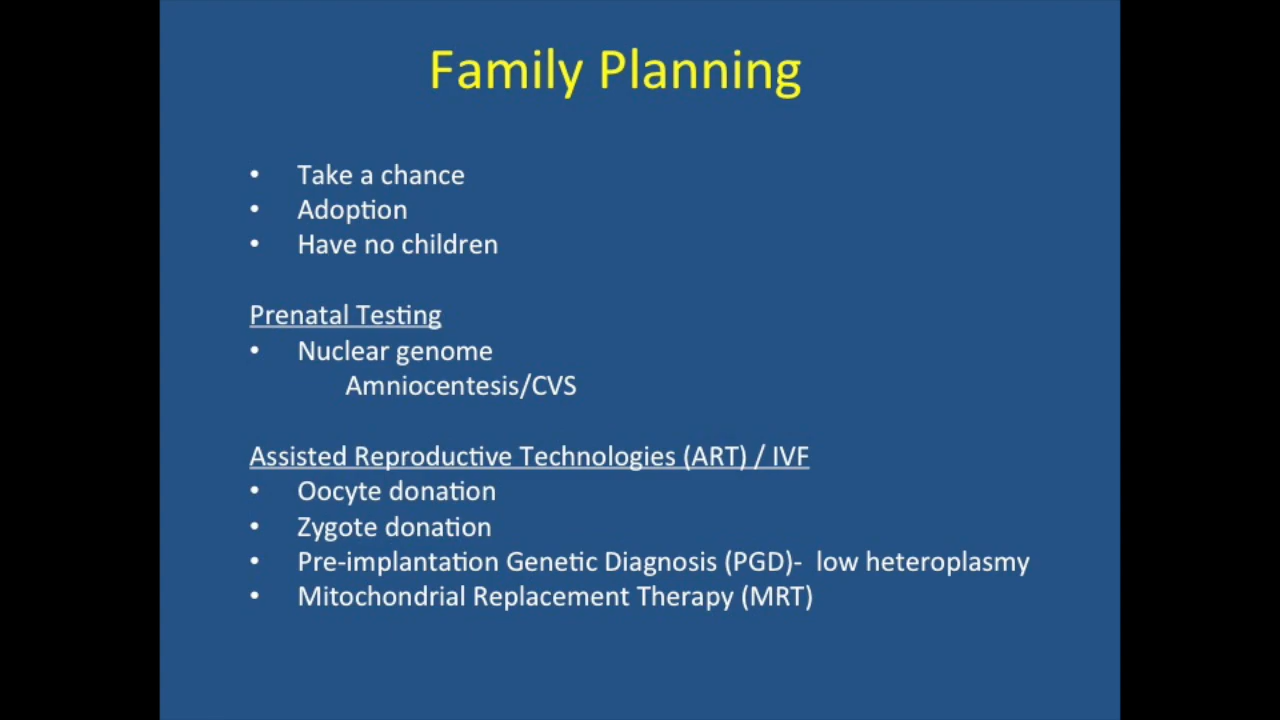 Family Planning
• Take a chance
• Adoption
• Have no children
Prenatal Testing
• Nuclear genome
Amniocentesis/CVS
Assisted Reproductive Technologies (ART) / IVF
• Oocyte donation
• Zygote donation
• Pre-implantation Genetic Diagnosis (PGD)-  low heteroplasmy
• Mitochondrial Replacement Therapy (MRT)